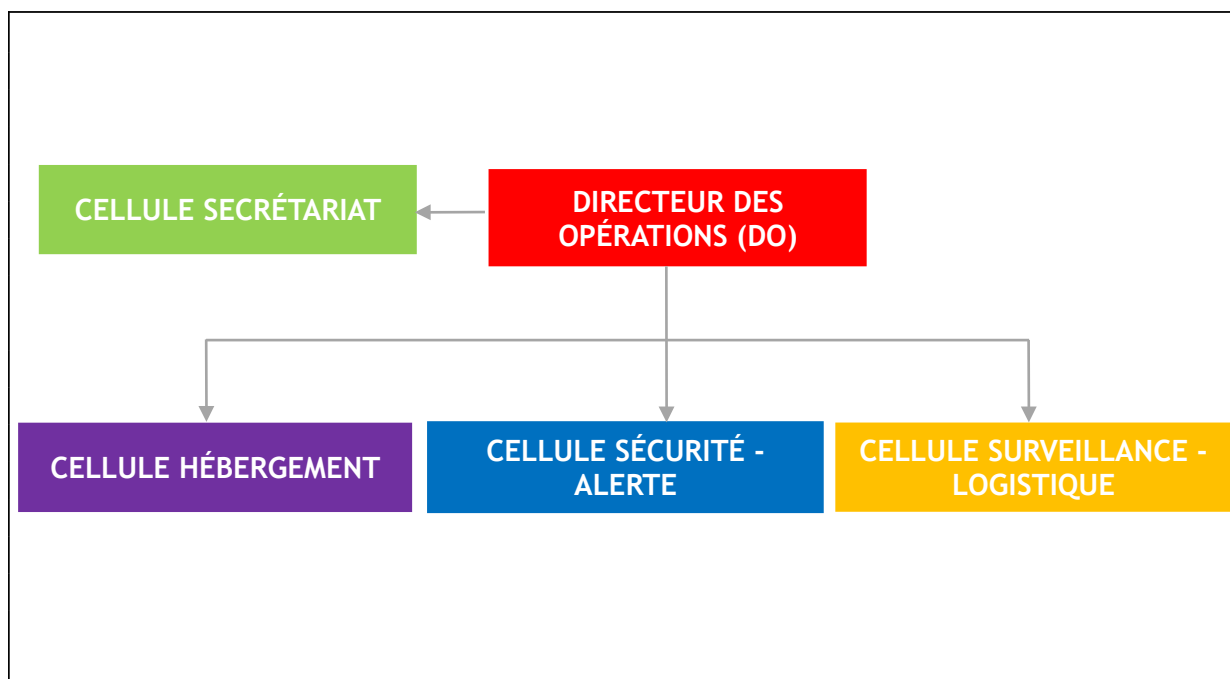 CELLULE SECRÉTARIAT
DIRECTEUR DES
OPÉRATIONS (DO)
CELLULE HÉBERGEMENT
CELLULE SÉCURITÉ -
ALERTE
CELLULE SURVEILLANCE -
LOGISTIQUE